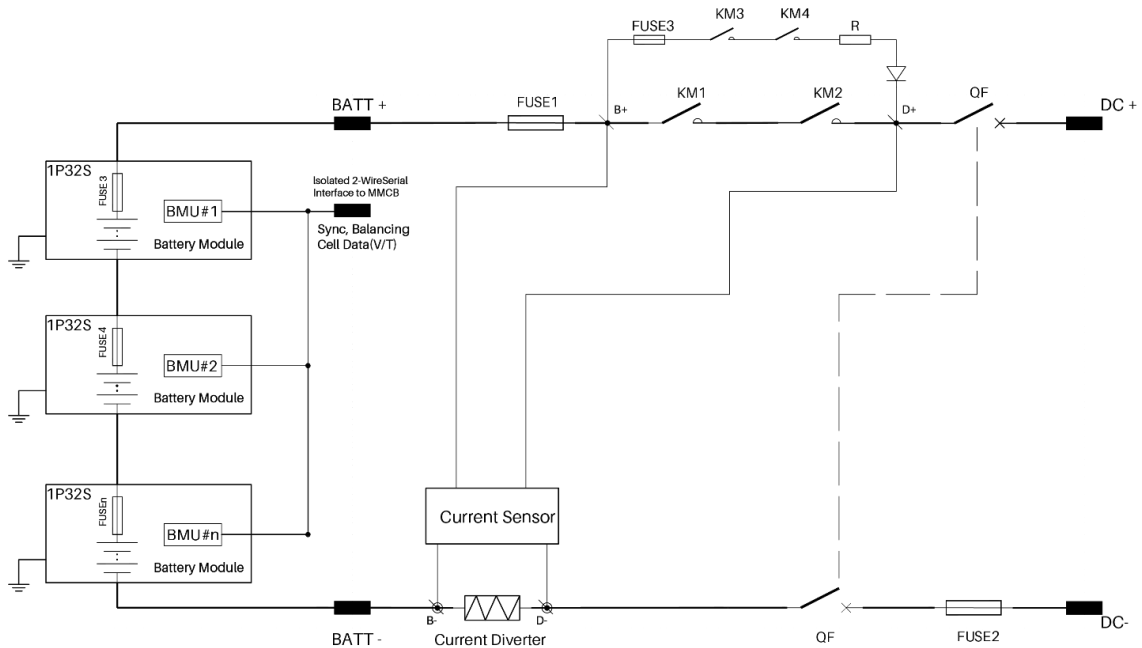 KM3
KM4
FUSE3
R
BATT +
FUSE1
B+
KM1
KM2
D+
QF
DC +
1P32S
FUSE3
BMU#1
Battery Module
Isolated 2-WireSerial
Interface to MMCB
Sync, Balancing
Cell Data(V/T)
1P32S
FUSE4
BMU#2
Battery Module
1P32S
FUSEn
BMU#n
Battery Module
Current Sensor
BATT -
B-
Current Diverter
D-
QF
FUSE2
DC-